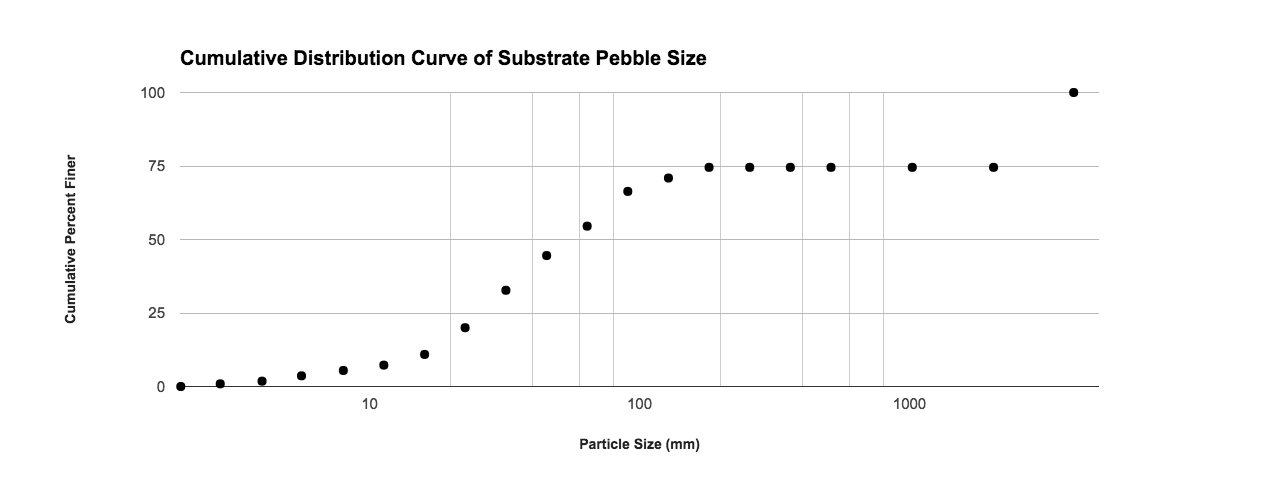 Cumulative Distribution Curve of Substrate Pebble Size
100
75
50
25
0
Cumulative Percent Finer
10 100 1000
Particle Size (mm)